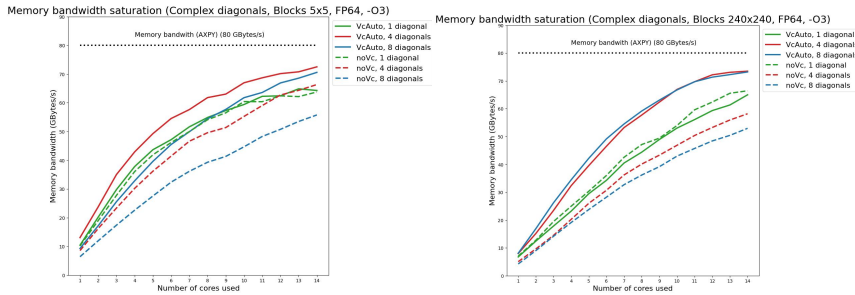 Memory bandwidth saturation (Complex diagonals, Blocks 5x5, FP64, -O3)
Memory bandwith (AXPY) (80 GBytes/s)
VcAuto, 1 diagonal
VcAuto, 4 diagonals
VcAuto, 8 diagonals
noVc, 1 diagonal
noVc, 4 diagonals
noVc, 8 diagonals
Memory bandwidth (GBytes/s)
90
80
70
60
50
40
30
20
10
0
1 2 3 4 5 6 7 8 9 10 11 12 13 14
Number of cores used
Memory bandwidth saturation (Complex diagonals, Blocks 240x240, FP64, -O3)
Memory bandwith (AXPY) (80 GBytes/s)
VcAuto, 1 diagonal
VcAuto, 4 diagonals
VcAuto, 8 diagonals
noVc, 1 diagonal
noVc, 4 diagonals
noVc, 8 diagonals
Memory bandwidth (GBytes/s)
90
80
70
60
50
40
30
20
10
0
1 2 3 4 5 6 7 8 9 10 11 12 13 14
Number of cores used